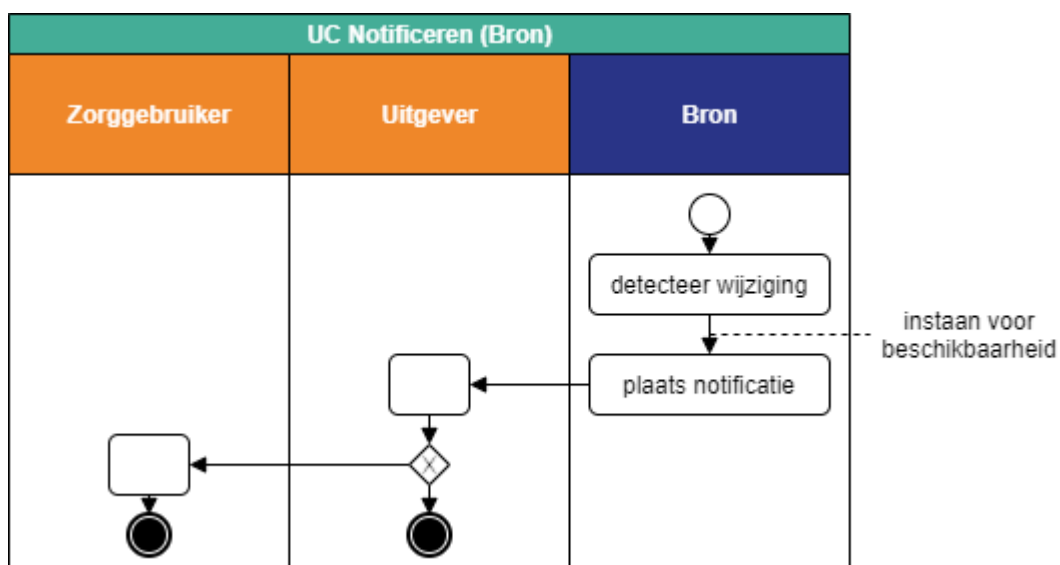 UC Notificeren (Bron)
Zorggebruiker
Uitgever
Bron
detecteer wijziging
instaan voor
beschikbaarheid
plaats notificatie
X